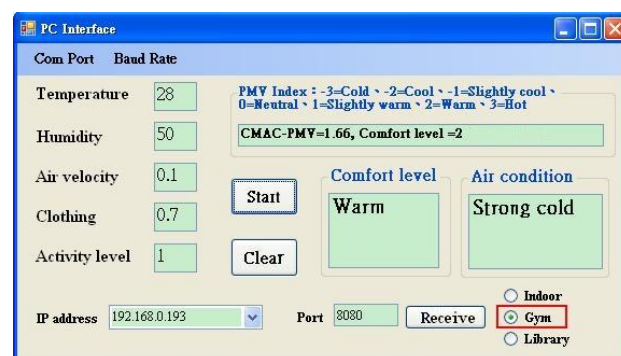 PC Interface
Com Port Baud Rate
Temperature 28
Humidity 50
Air velocity 0.1
Clothing 0.7
Activity level 1
PMV Index：-3=Cold、-2=Cool、-1=Slightly cool、
0=Neutral、1=Slightly warm、2=Warm、3=Hot
CMAC-PMV=1.66, Comfort level =2
Start
Clear
Comfort level
Warm
Air condition
Strong cold
IP address 192.168.0.193
Port 8080
Receive
Indoor
Gym
Library